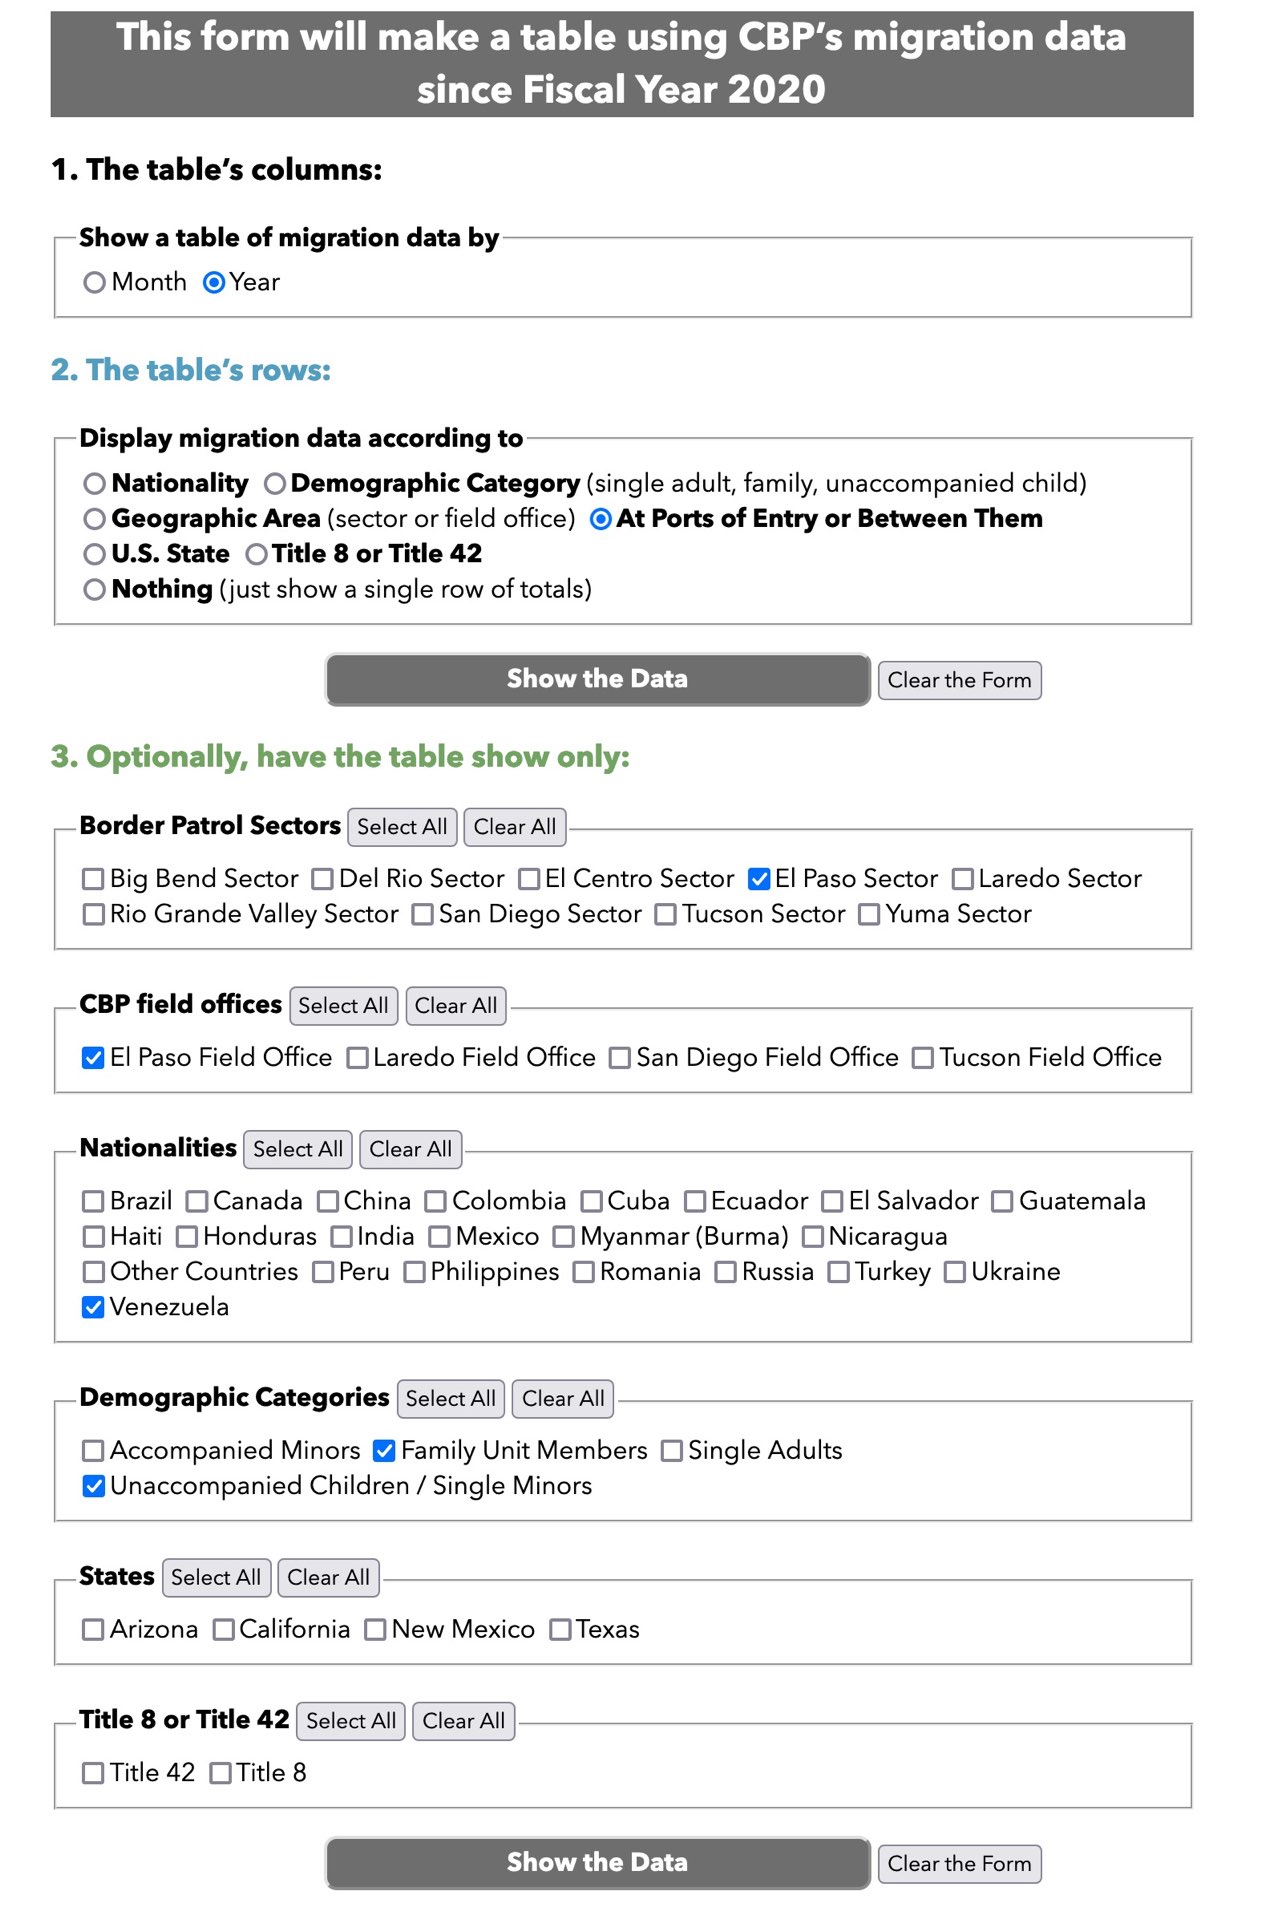 This form will make a table using CBP’s migration data
since Fiscal Year 2020
1. The table’s columns:
Show a table of migration data by
Month Year
2. The table’s rows:
Display migration data according to
Nationality Demographic Category (single adult, family, unaccompanied child)
Geographic Area (sector or field office) At Ports of Entry or Between Them
U.S. State Title 8 or Title 42
Nothing (just show a single row of totals)
Show the Data Clear the Form
3. Optionally, have the table show only:
Border Patrol Sectors Select All Clear All
Big Bend Sector Del Rio Sector El Centro Sector El Paso Sector Laredo Sector
Rio Grande Valley Sector San Diego Sector Tucson Sector Yuma Sector
CBP field offices Select All Clear All
El Paso Field Office Laredo Field Office San Diego Field Office Tucson Field Office
Nationalities Select All Clear All
Brazil Canada China Colombia Cuba Ecuador El Salvador Guatemala
Haiti Honduras India Mexico Myanmar (Burma) Nicaragua
Other Countries Peru Philippines Romania Russia Turkey Ukraine
Venezuela
Demographic Categories Select All Clear All
Accompanied Minors Family Unit Members Single Adults
Unaccompanied Children / Single Minors
States Select All Clear All
Arizona California New Mexico Texas
Title 8 or Title 42 Select All Clear All
Title 42 Title 8
Show the Data Clear the Form